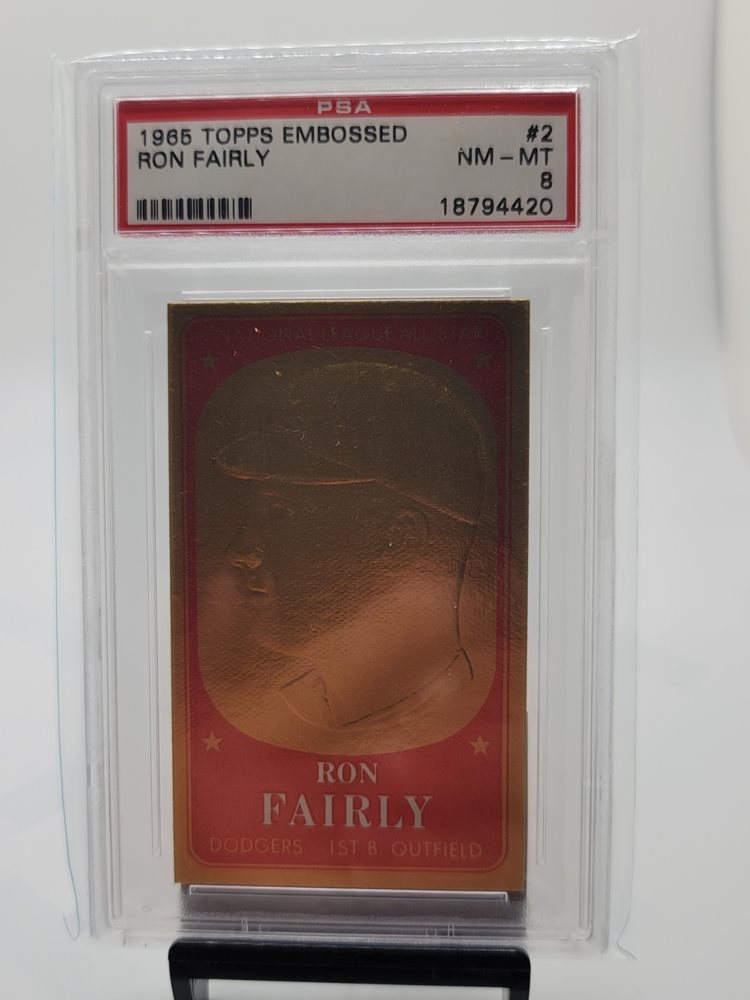 PSA
1965 TOPPS EMBOSSED #2
RON FAIRLY NM-MT
8
18794420
NATIONAL LEAGUE ALL STAR
RON
FAIRLY
DODGERS 1ST B. OUTFIELD